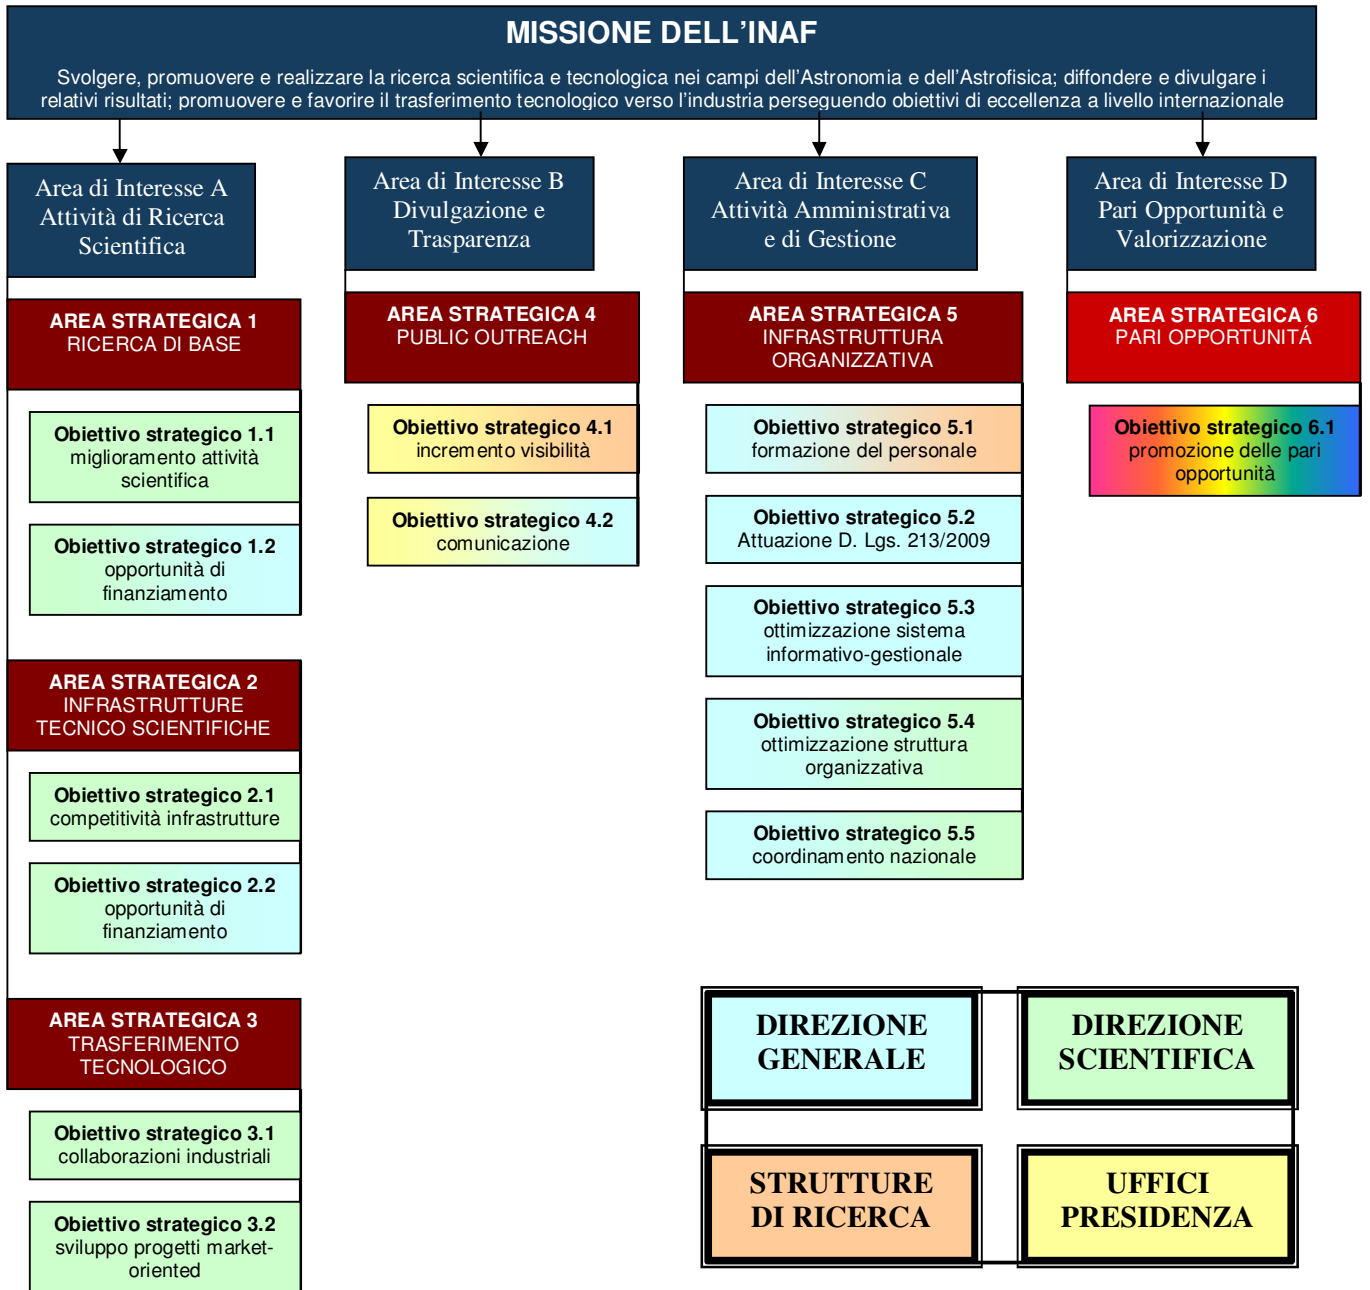 MISSIONE DELL'INAF
Svolgere, promuovere e realizzare la ricerca scientifica e tecnologica nei campi dell'Astronomia e dell'Astrofisica; diffondere e divulgare i
relativi risultati; promuovere e favorire il trasferimento tecnologico verso l'industria perseguendo obiettivi di eccellenza a livello internazionale
Area di Interesse A
Attività di Ricerca
Scientifica
AREA STRATEGICA 1
RICERCA DI BASE
Obiettivo strategico 1.1
miglioramento attività
scientifica
Obiettivo strategico 1.2
opportunità di
finanziamento
AREA STRATEGICA 2
INFRASTRUTTURE
TECNICO SCIENTIFICHE
Obiettivo strategico 2.1
competitività infrastrutture
Obiettivo strategico 2.2
opportunità di
finanziamento
AREA STRATEGICA 3
TRASFERIMENTO
TECNOLOGICO
Obiettivo strategico 3.1
collaborazioni industriali
Obiettivo strategico 3.2
sviluppo progetti market-
oriented
Area di Interesse B
Divulgazione e
Trasparenza
AREA STRATEGICA 4
PUBLIC OUTREACH
Obiettivo strategico 4.1
incremento visibilità
Obiettivo strategico 4.2
comunicazione
Area di Interesse C
Attività Amministrativa
e di Gestione
AREA STRATEGICA 5
INFRASTRUTTURA
ORGANIZZATIVA
Obiettivo strategico 5.1
formazione del personale
Obiettivo strategico 5.2
Attuazione D. Lgs. 213/2009
Obiettivo strategico 5.3
ottimizzazione sistema
informativo-gestionale
Obiettivo strategico 5.4
ottimizzazione struttura
organizzativa
Obiettivo strategico 5.5
coordinamento nazionale
Area di Interesse D
Pari Opportunità e
Valorizzazione
AREA STRATEGICA 6
PARI OPPORTUNITÁ
Obiettivo strategico 6.1
promozione delle pari
opportunità
DIREZIONE
GENERALE
DIREZIONE
SCIENTIFICA
STRUTTURE
DI RICERCA
UFFICI
PRESIDENZA